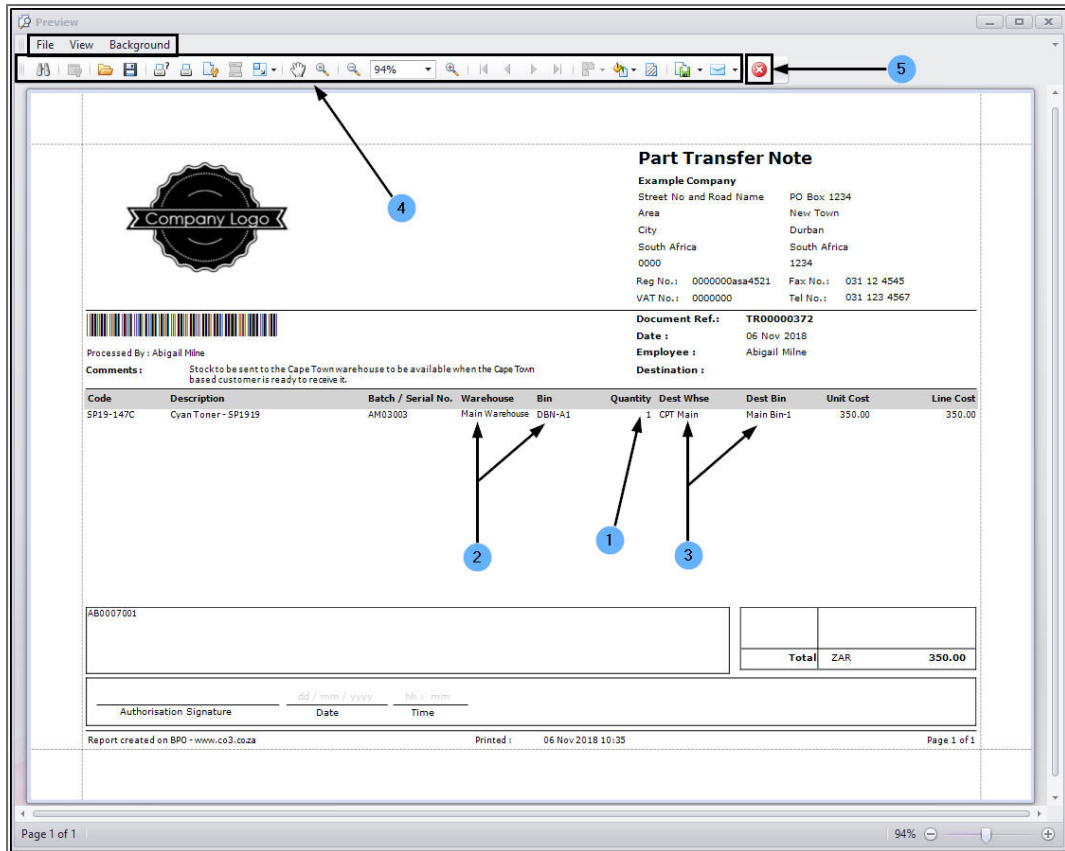 Preview
File View Background
94%
5
4
Company Logo
Part Transfer Note
Example Company
Street No and Road Name PO Box 1234
Area New Town
City Durban
South Africa South Africa
0000 1234
Reg No.: 0000000asa4521 Fax No.: 031 12 4545
VAT No.: 0000000 Tel No.: 031 123 4567
Document Ref.: TR00000372
Date : 06 Nov 2018
Processed By : Abigail Milne Employee : Abigail Milne
Comments : Stock to be sent to the Cape Town warehouse to be available when the Cape Town Destination :
based customer is ready to receive it.
Code Description Batch / Serial No. Warehouse Bin Quantity Dest Whse Dest Bin Unit Cost Line Cost
SP19-147C Cyan Toner - SP1919 AM03003 Main Warehouse DBN-A1 1 CPT Main Main Bin-1 350.00 350.00
2 1 3
AB0007001
Total ZAR 350.00
dd / mm / yyyy hh : mm
Authorisation Signature Date Time
Report created on BPO - www.co3.co.za Printed : 06 Nov 2018 10:35 Page 1 of 1
Page 1 of 1 94%